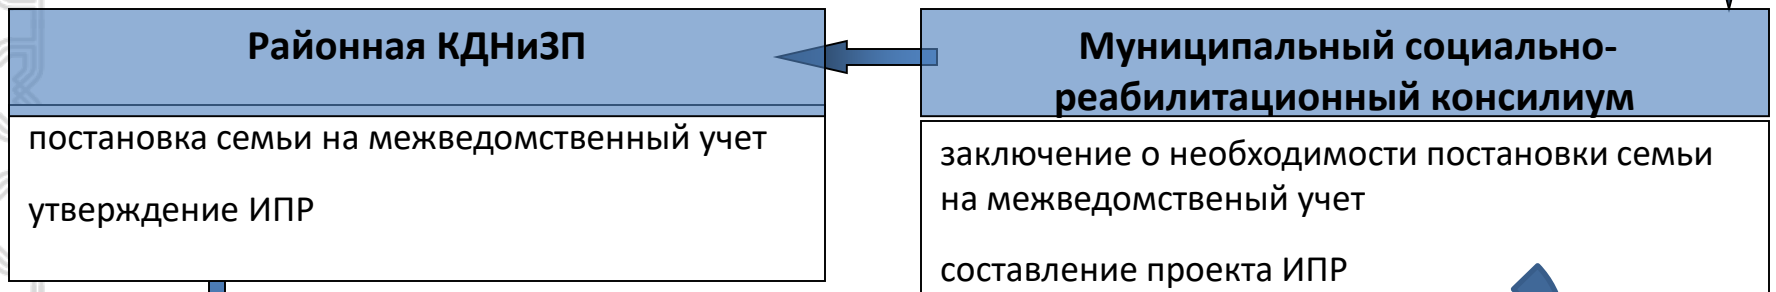 Районная КДНиЗП
постановка семьи на межведомственный учет
утверждение ИПР
Муниципальный социально-
реабилитационный консилиум
заключение о необходимости постановки семьи
на межведомственый учет
составление проекта ИПР